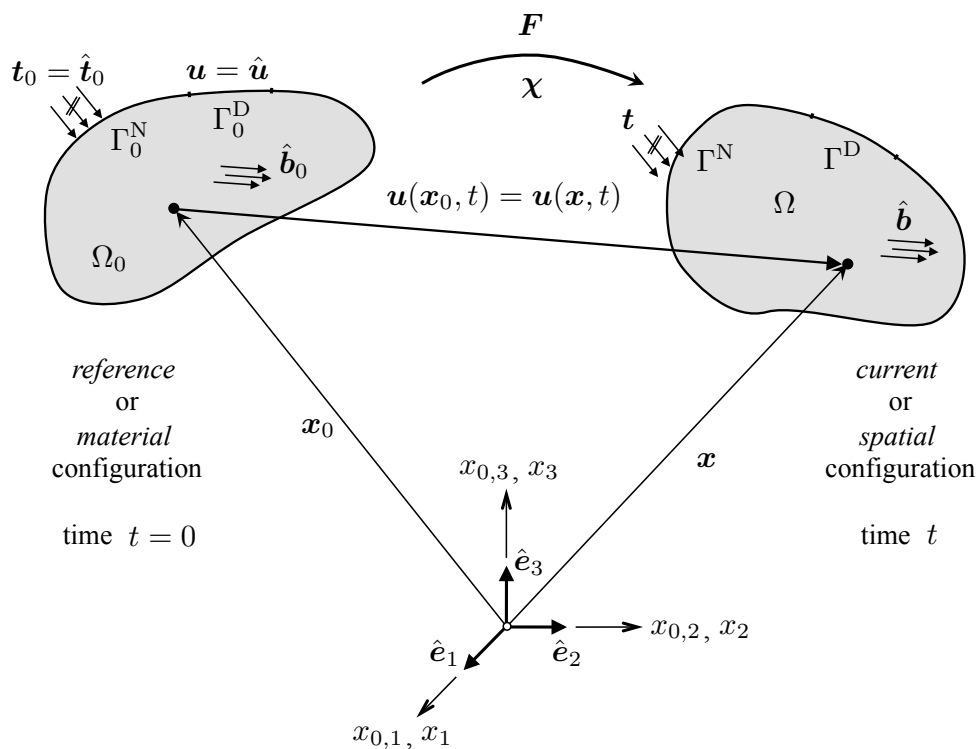 F
t₀ = t̂₀
u = û
χ
Γ₀ᴺ
Γ₀ᴰ
t
b̂₀
Γᴺ
Γᴰ
u(x₀, t) = u(x, t)
Ω
b̂
Ω₀
reference
or
material
configuration
time t = 0
current
or
spatial
configuration
time t
x₀
x
x₀,₃, x₃
ê₃
x₀,₂, x₂
ê₁
ê₂
x₀,₁, x₁